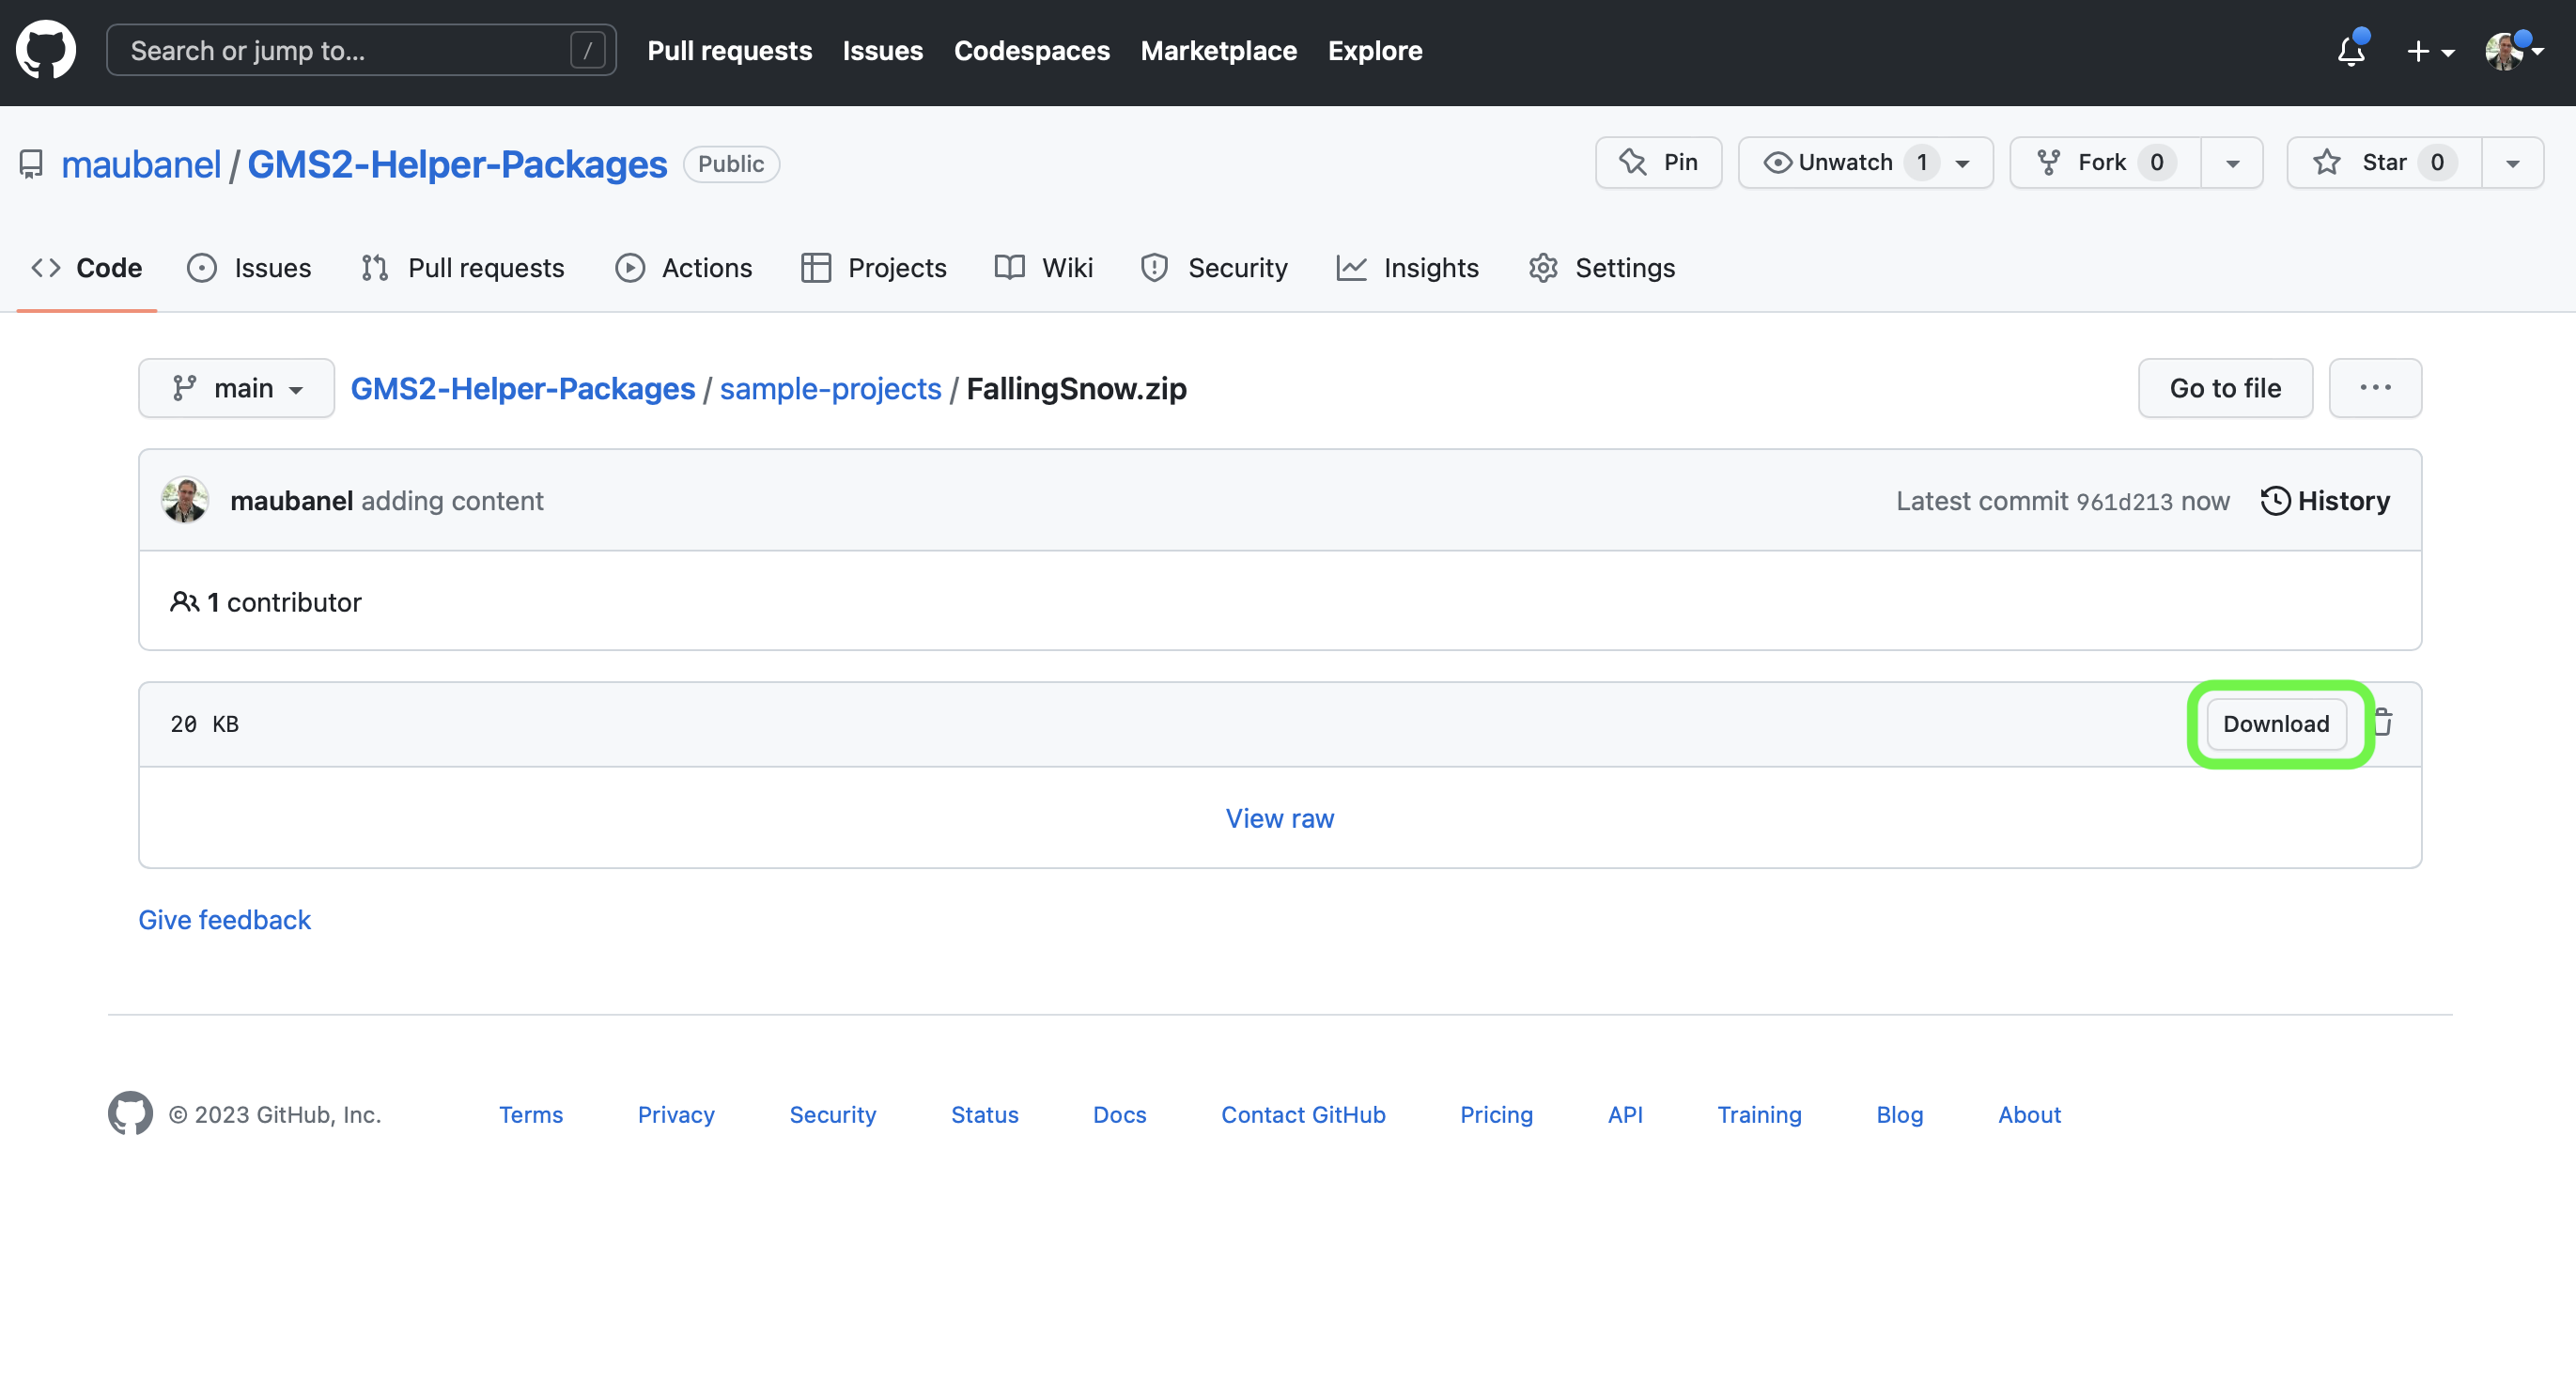 Search or jump to... / Pull requests Issues Codespaces Marketplace Explore
maubanel / GMS2-Helper-Packages Public Pin Unwatch 1 Fork 0 Star 0
Code Issues Pull requests Actions Projects Wiki Security Insights Settings
main GMS2-Helper-Packages / sample-projects / FallingSnow.zip Go to file ...
maubanel adding content Latest commit 961d213 now History
1 contributor
20 KB Download
View raw
Give feedback
© 2023 GitHub, Inc. Terms Privacy Security Status Docs Contact GitHub Pricing API Training Blog About